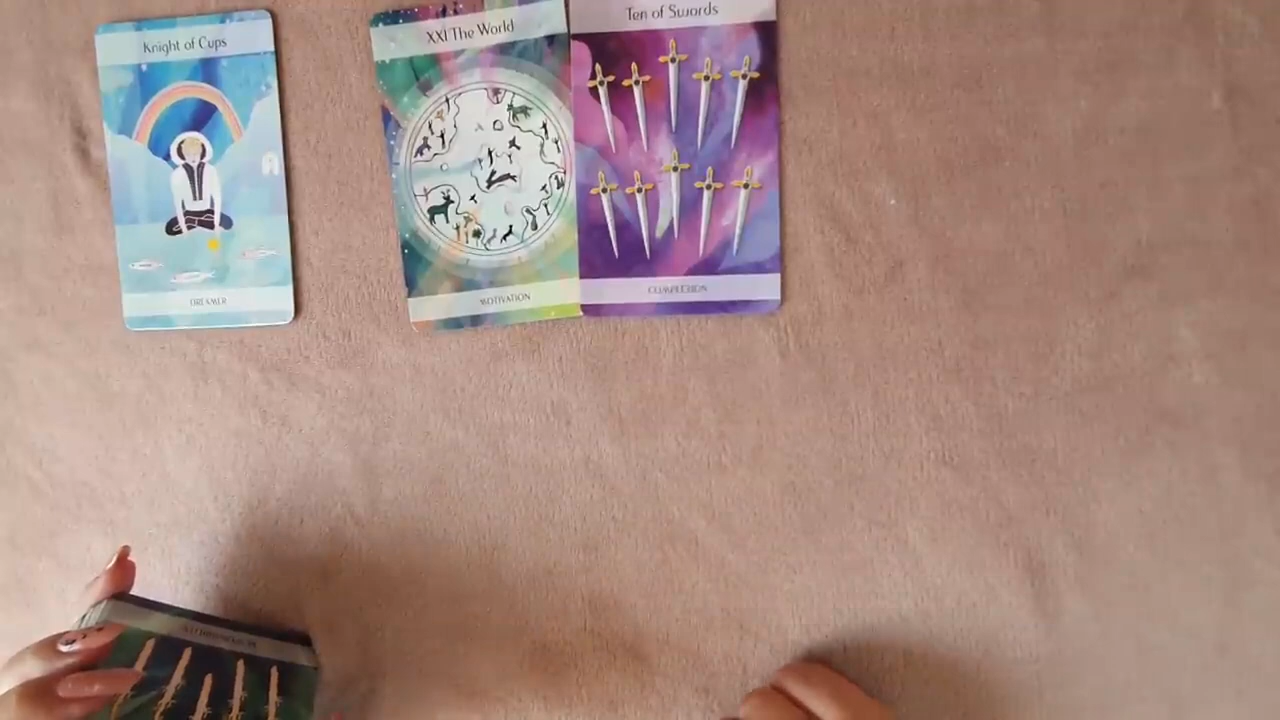 Knight of Cups
DREAMER
XXI The World
MOTIVATION
Ten of Swords
COMPLETION